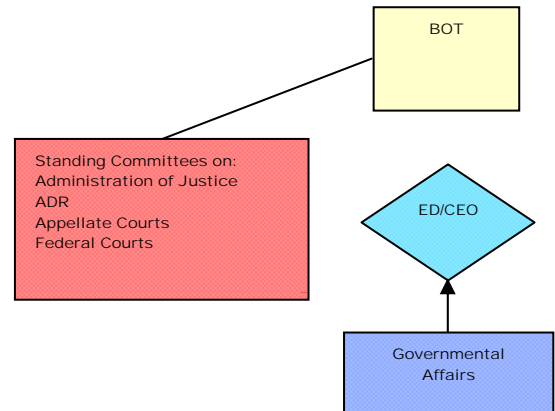 BOT
Standing Committees on:
Administration of Justice
ADR
Appellate Courts
Federal Courts
ED/CEO
Governmental
Affairs